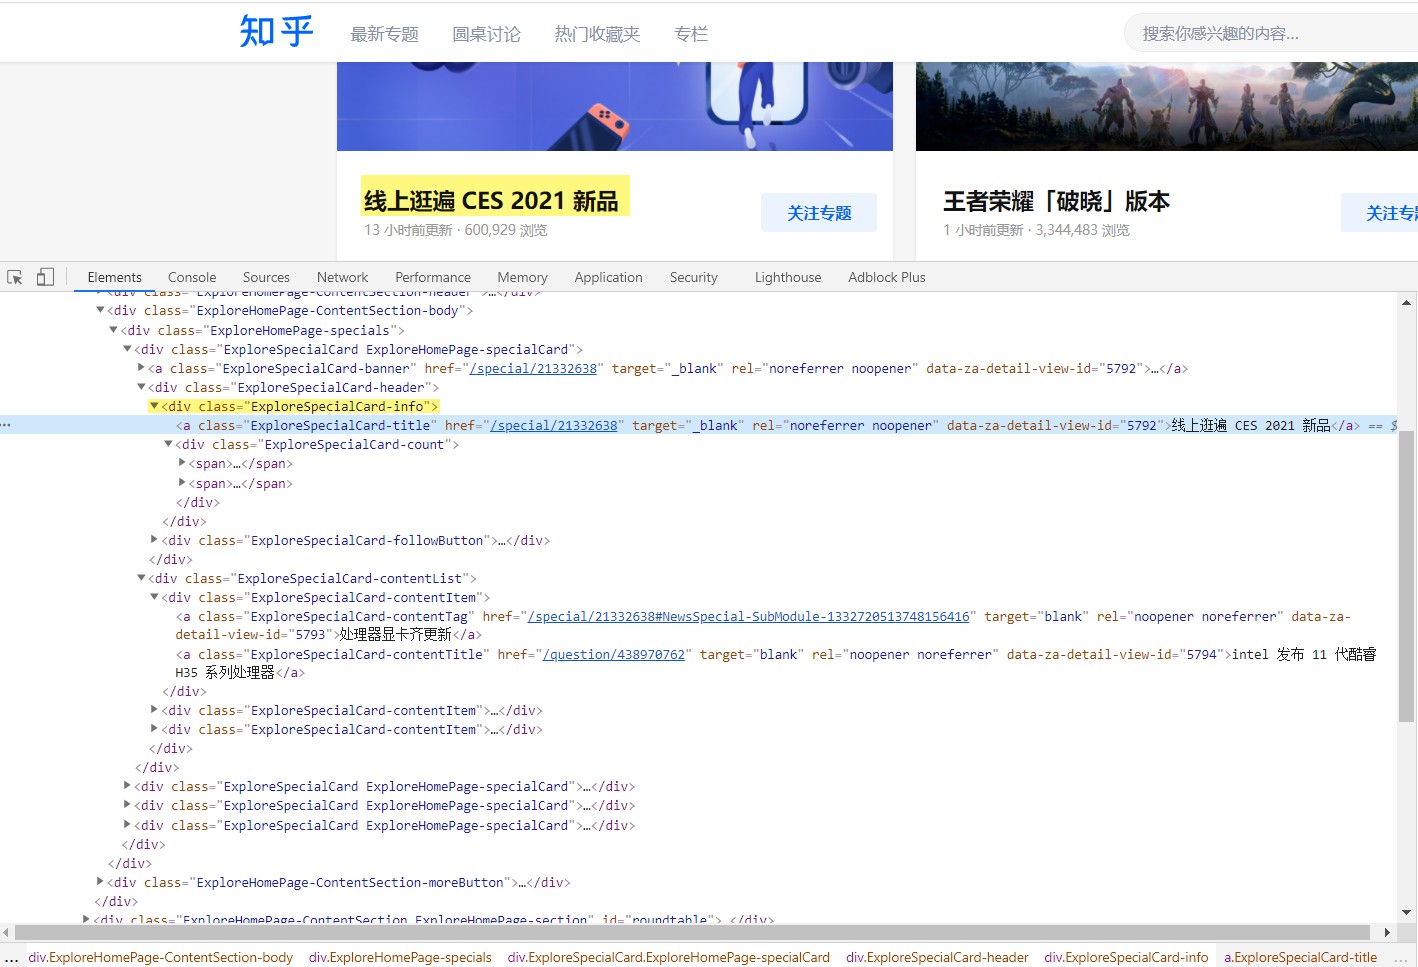 知乎 最新专题 圆桌讨论 热门收藏夹 专栏 搜索你感兴趣的内容...
线上逛遍 CES 2021 新品
13 小时前更新 · 600,929 浏览
关注专题
王者荣耀「破晓」版本
1 小时前更新 · 3,344,483 浏览
关注专
Elements Console Sources Network Performance Memory Application Security Lighthouse Adblock Plus
<div class="ExploreHomePage-ContentSection-header">…</div>
<div class="ExploreHomePage-ContentSection-body">
<div class="ExploreHomePage-specials">
<div class="ExploreSpecialCard ExploreHomePage-specialCard">
<a class="ExploreSpecialCard-banner" href="/special/21332638" target="_blank" rel="noreferrer noopener" data-za-detail-view-id="5792">…</a>
<div class="ExploreSpecialCard-header">
<div class="ExploreSpecialCard-info">
<a class="ExploreSpecialCard-title" href="/special/21332638" target="_blank" rel="noreferrer noopener" data-za-detail-view-id="5792">线上逛遍 CES 2021 新品</a> == $
<div class="ExploreSpecialCard-count">
<span>…</span>
<span>…</span>
</div>
</div>
<div class="ExploreSpecialCard-followButton">…</div>
</div>
<div class="ExploreSpecialCard-contentList">
<div class="ExploreSpecialCard-contentItem">
<a class="ExploreSpecialCard-contentTag" href="/special/21332638#NewsSpecial-SubModule-1332720513748156416" target="blank" rel="noopener noreferrer" data-za-
detail-view-id="5793">处理器显卡齐更新</a>
<a class="ExploreSpecialCard-contentTitle" href="/question/438970762" target="blank" rel="noopener noreferrer" data-za-detail-view-id="5794">intel 发布 11 代酷睿
H35 系列处理器</a>
</div>
<div class="ExploreSpecialCard-contentItem">…</div>
<div class="ExploreSpecialCard-contentItem">…</div>
</div>
</div>
<div class="ExploreSpecialCard ExploreHomePage-specialCard">…</div>
<div class="ExploreSpecialCard ExploreHomePage-specialCard">…</div>
<div class="ExploreSpecialCard ExploreHomePage-specialCard">…</div>
</div>
</div>
<div class="ExploreHomePage-ContentSection-moreButton">…</div>
</div>
<div class="ExploreHomePage-ContentSection ExploreHomePage-section" id="roundtable">…</div>
... div.ExploreHomePage-ContentSection-body div.ExploreHomePage-specials div.ExploreSpecialCard.ExploreHomePage-specialCard div.ExploreSpecialCard-header div.ExploreSpecialCard-info a.ExploreSpecialCard-title ...